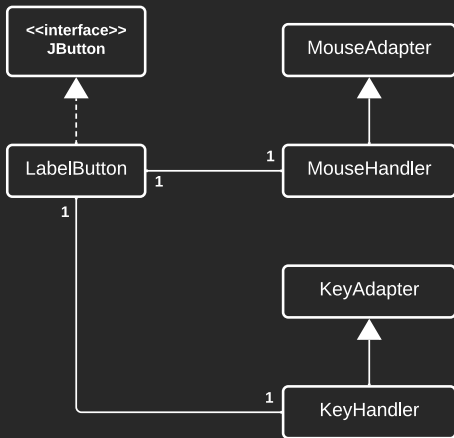 <<interface>>
JButton
MouseAdapter
LabelButton
1
1
MouseHandler
1
KeyAdapter
1
KeyHandler